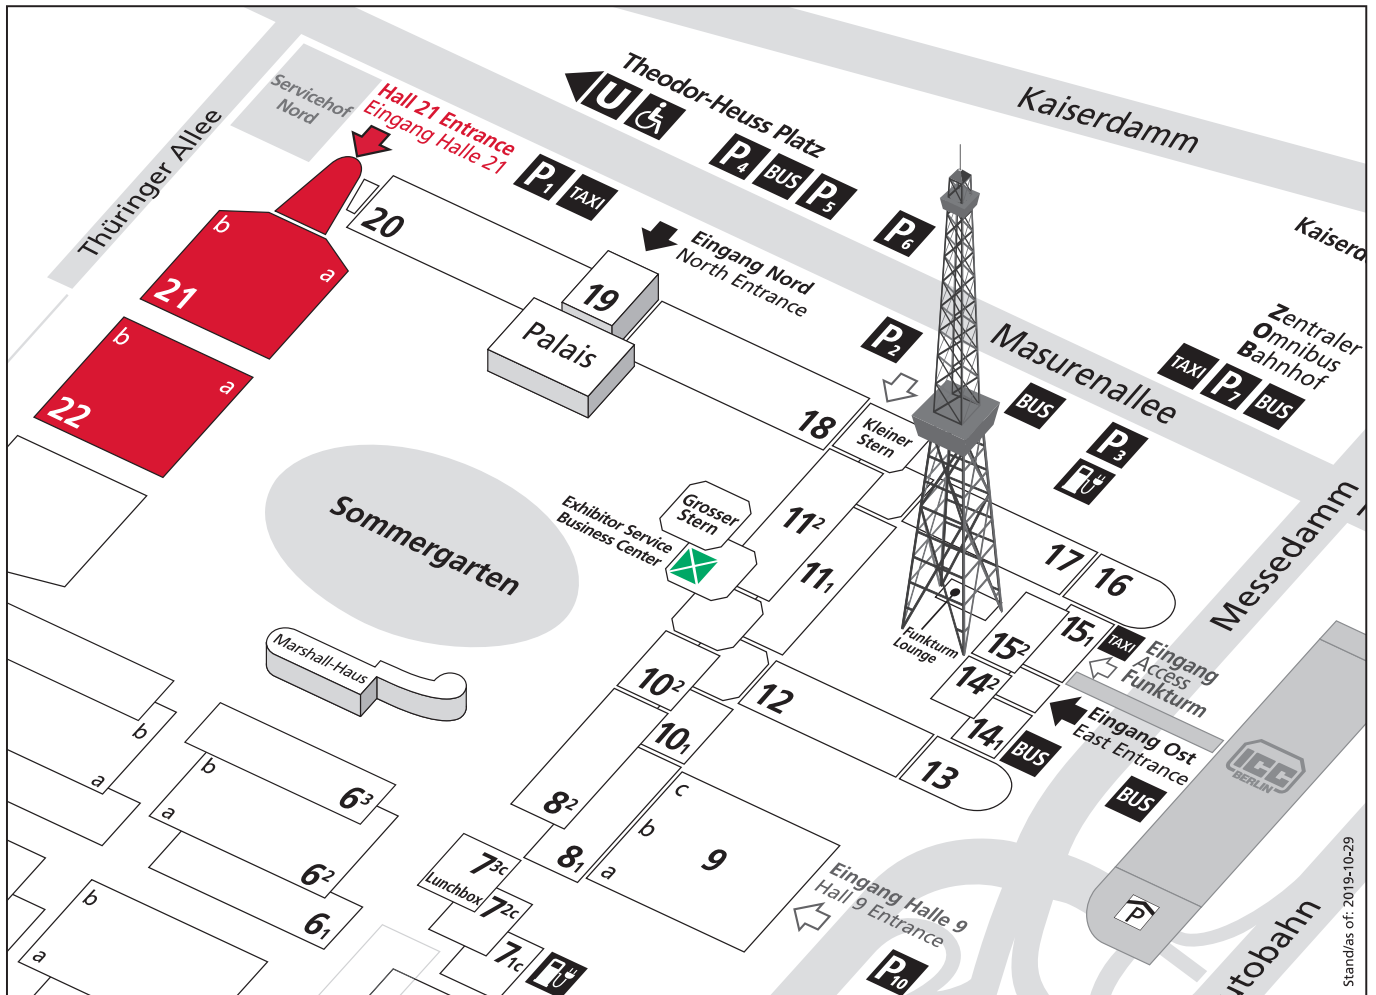 Kaiserdamm
Theodor-Heuss Platz
U
P4
BUS
P5
P6
Servicehof
Nord
Hall 21 Entrance
Eingang Halle 21
P1
TAXI
Thüringer Allee
Kaiserd
b
a
21
20
19
Palais
Eingang Nord
North Entrance
P2
Masurenallee
BUS
P3
Zentraler
Omnibus
Bahnhof
TAXI
P7
BUS
b
a
22
18
Kleiner
Stern
Sommergarten
Exhibitor Service
Business Center
Grosser
Stern
11²
11₁
17
16
Messedamm
Funkturm
Lounge
15²
15₁
TAXI
Eingang
Access
Funkturm
14²
14₁
BUS
Eingang Ost
East Entrance
BUS
ICC
BERLIN
Marshall-Haus
10²
10₁
12
13
b
a
b
a
6³
6²
6₁
8²
8₁
c
b
a
9
7³ᶜ
Lunchbox
7²ᶜ
7₁c
Eingang Halle 9
Hall 9 Entrance
P10
P
b
a
utobahn
Stand/as of: 2019-10-29